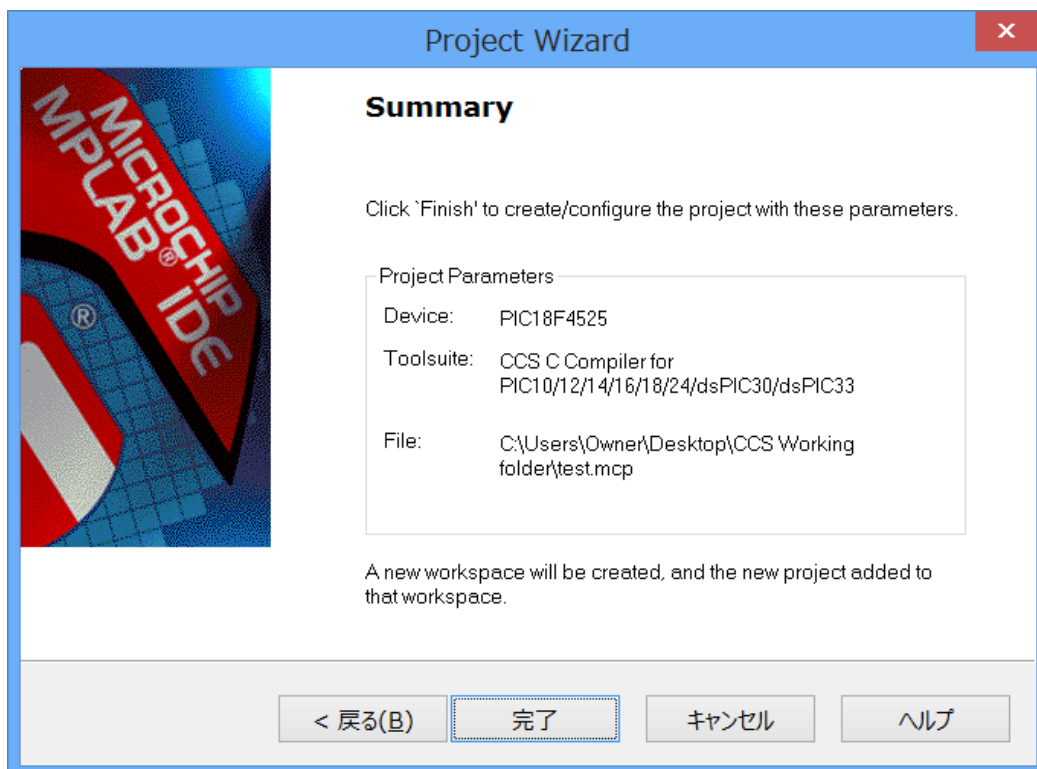 Project Wizard
MICROCHIP
MPLAB® IDE
®
Summary
Click `Finish' to create/configure the project with these parameters.
Project Parameters
Device: PIC18F4525
Toolsuite: CCS C Compiler for
PIC10/12/14/16/18/24/dsPIC30/dsPIC33
File: C:\Users\Owner\Desktop\CCS Working
folder\test.mcp
A new workspace will be created, and the new project added to
that workspace.
< 戻る(B) 完了 キャンセル ヘルプ